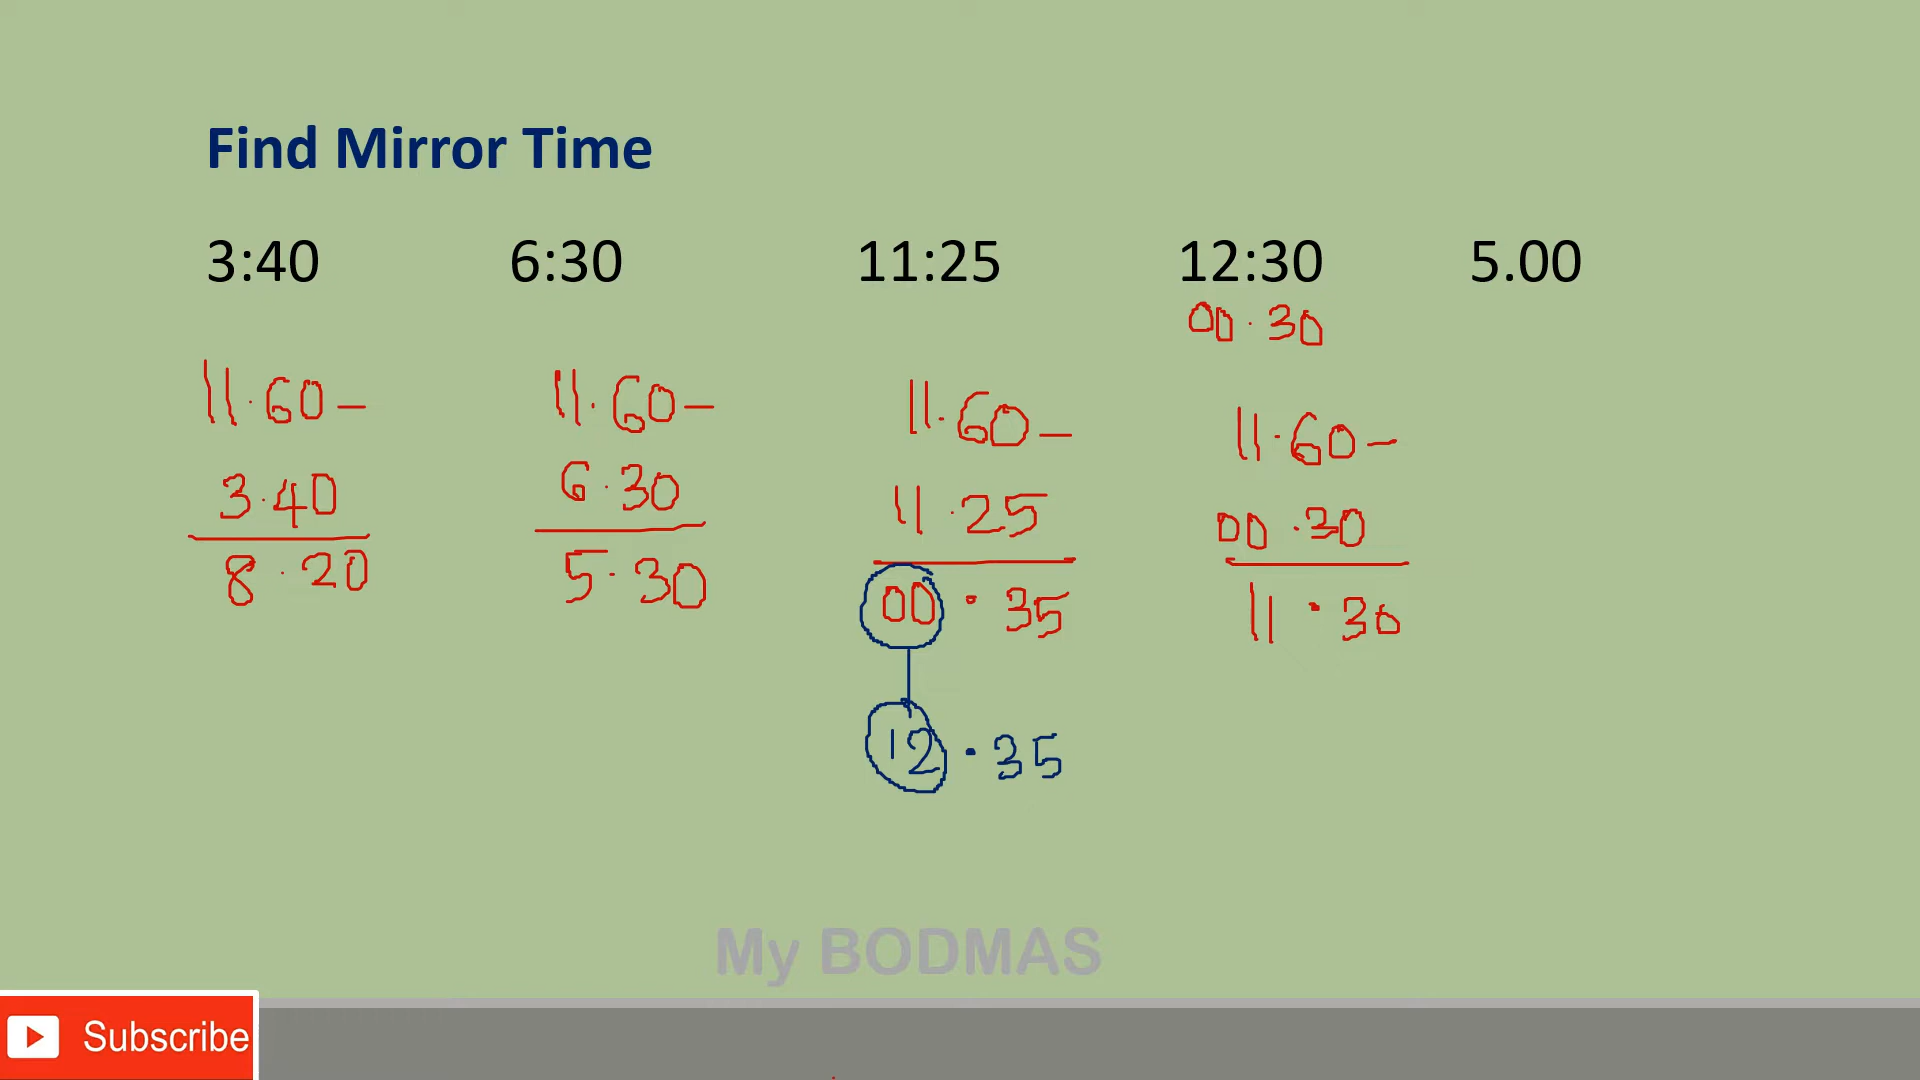 Find Mirror Time
3:40 6:30 11:25 12:30 5.00
00.30
11.60 – 11.60 – 11.60 – 11.60 –
3.40 6.30 11.25 00.30
8.20 5.30 00.35 11.30
12.35
My BODMAS
Subscribe